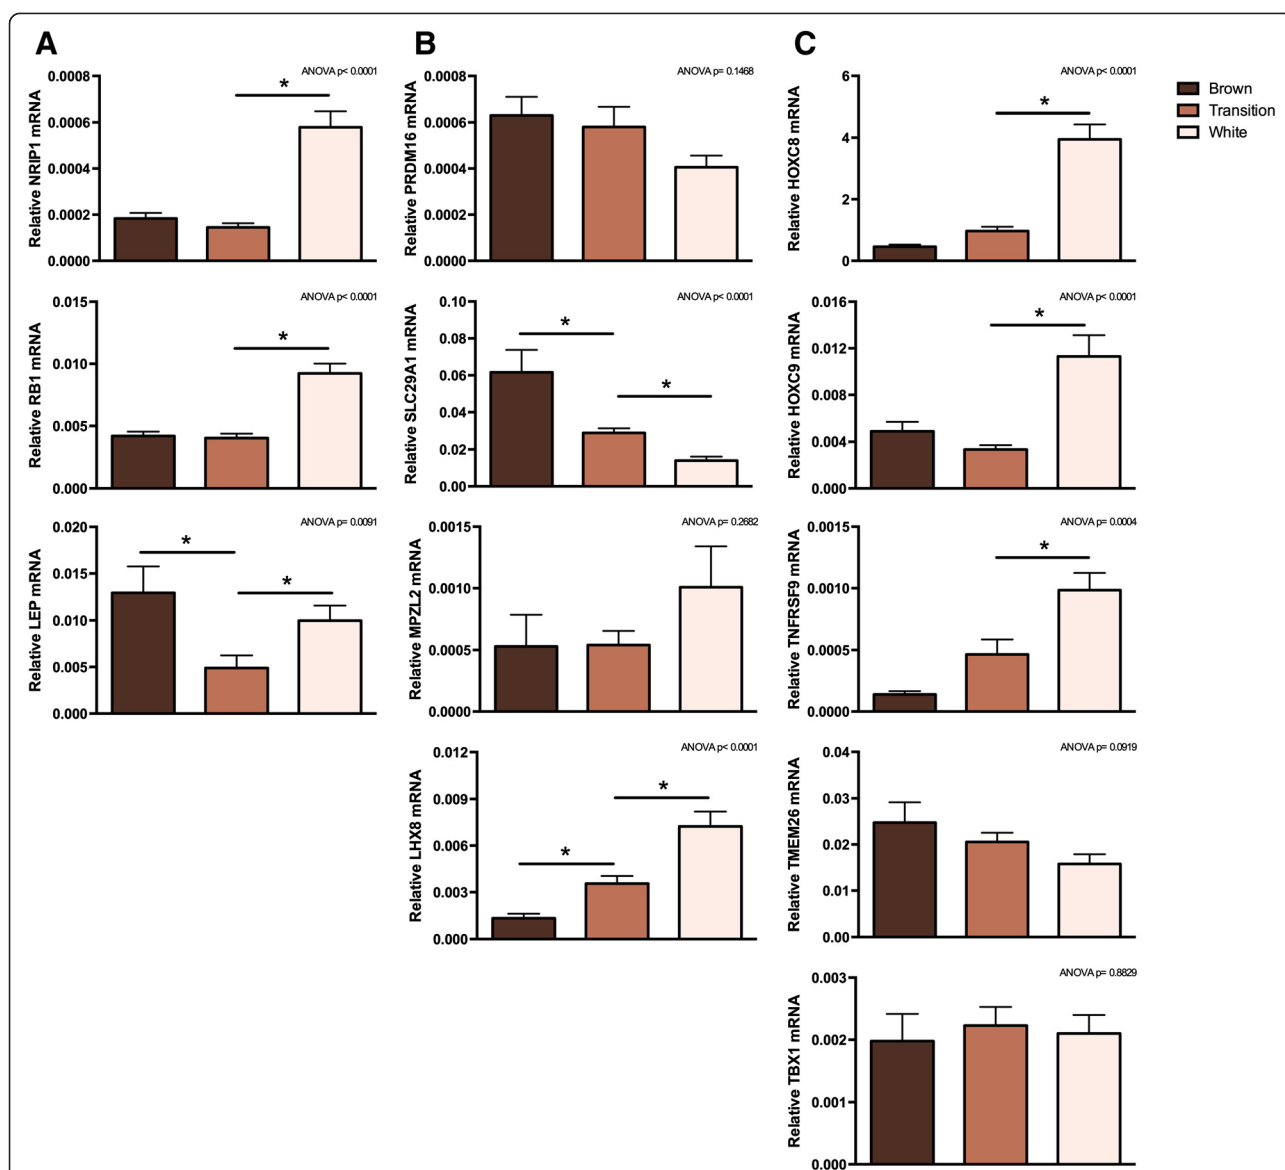 A
B
C
Brown
Transition
White
ANOVA p< 0.0001
Relative NRIP1 mRNA
0.0008
0.0006
0.0004
0.0002
0.0000
*
ANOVA p< 0.0001
Relative RB1 mRNA
0.015
0.010
0.005
0.000
*
ANOVA p= 0.0091
Relative LEP mRNA
0.020
0.015
0.010
0.005
0.000
*
*
ANOVA p= 0.1468
Relative PRDM16 mRNA
0.0008
0.0006
0.0004
0.0002
0.0000
ANOVA p< 0.0001
Relative SLC29A1 mRNA
0.10
0.08
0.06
0.04
0.02
0.00
*
*
ANOVA p= 0.2682
Relative MPZL2 mRNA
0.0015
0.0010
0.0005
0.0000
ANOVA p< 0.0001
Relative LHX8 mRNA
0.012
0.009
0.006
0.003
0.000
*
*
ANOVA p< 0.0001
Relative HOXC8 mRNA
6
4
2
0
*
ANOVA p< 0.0001
Relative HOXC9 mRNA
0.016
0.012
0.008
0.004
0.000
*
ANOVA p= 0.0004
Relative TNFRSF9 mRNA
0.0015
0.0010
0.0005
0.0000
*
ANOVA p= 0.0919
Relative TMEM26 mRNA
0.04
0.03
0.02
0.01
0.00
ANOVA p= 0.8829
Relative TBX1 mRNA
0.003
0.002
0.001
0.000